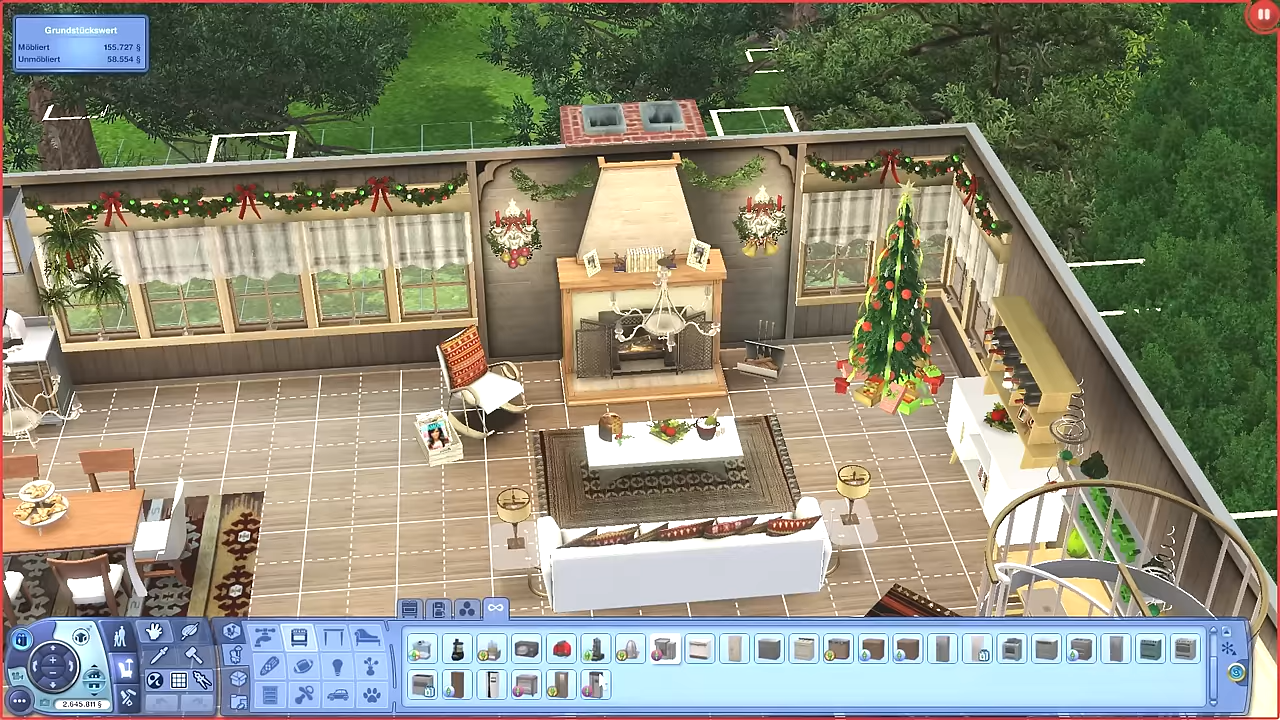 Grundstückswert
Möbliert 155.727 §
Unmöbliert 58.554 §
2.645.811 §